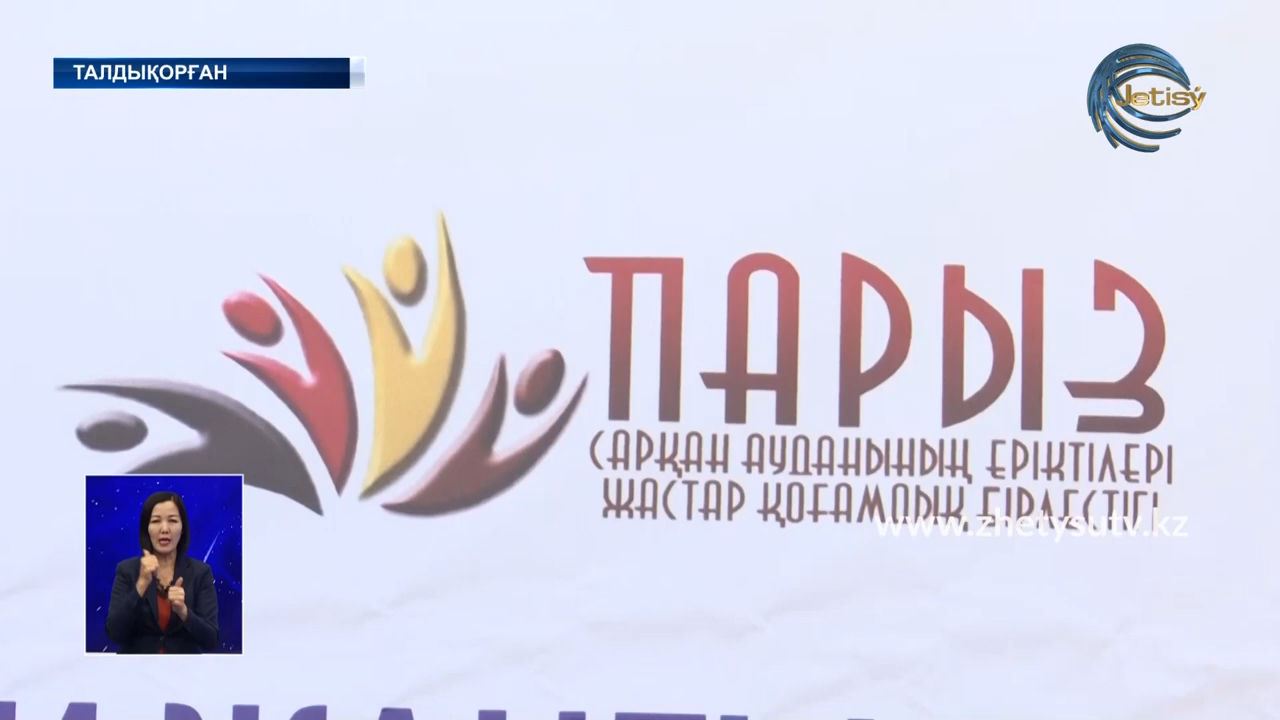 ТАЛДЫҚОРҒАН
Jetisý
ПАРЫЗ
САРҚАН АУДАНЫНЫҢ ЕРІКТІЛЕРІ
ЖАСТАР ҚОҒАМДЫҚ БІРЛЕСТІГІ
www.zhetysutv.kz